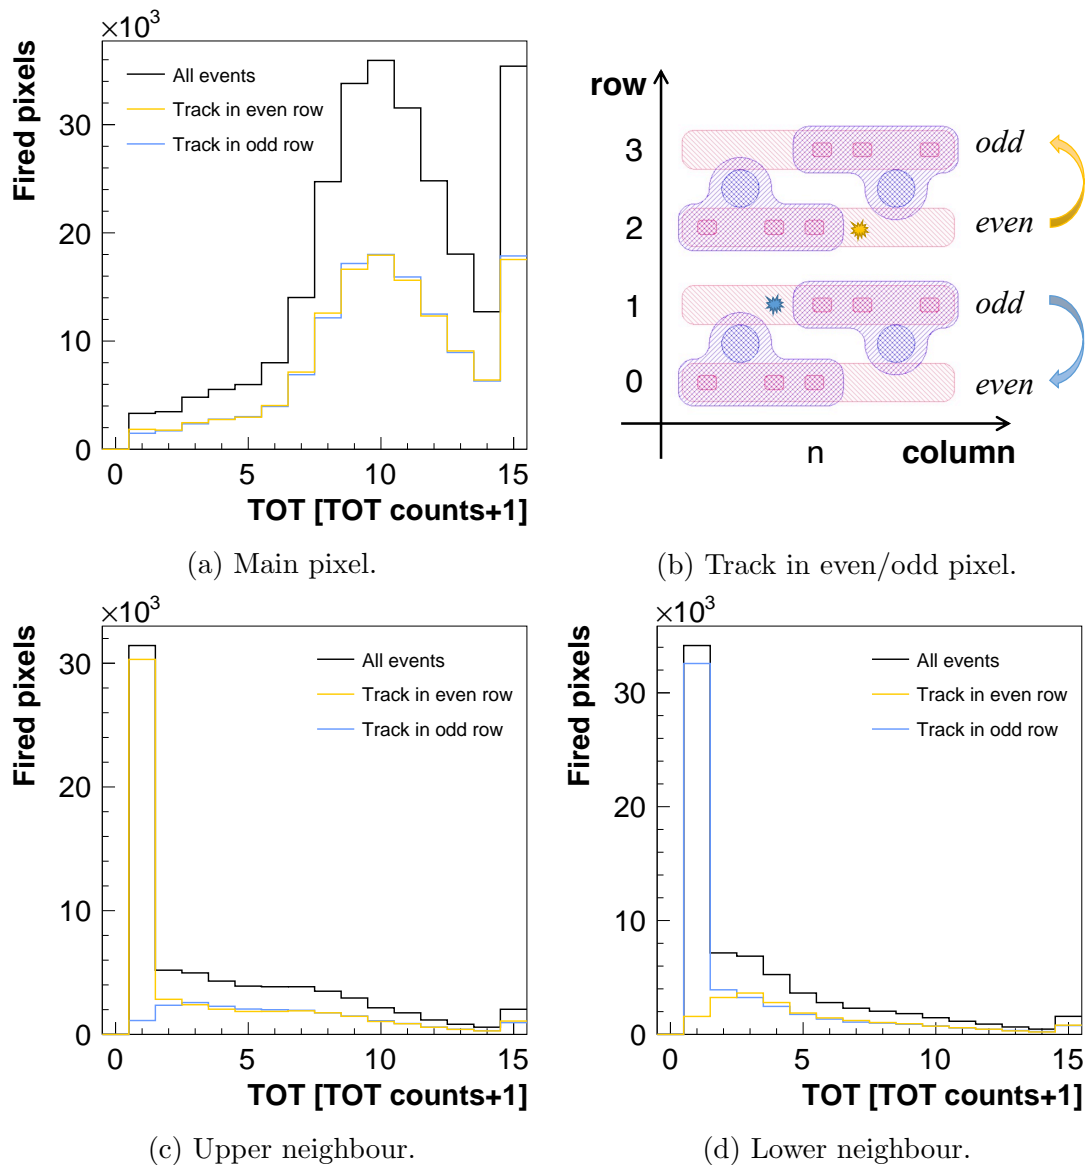 ×10³
Fired pixels
30
20
10
0
All events
Track in even row
Track in odd row
0 5 10 15
TOT [TOT counts+1]
(a) Main pixel.
row
3 odd
2 even
1 odd
0 even
n column
(b) Track in even/odd pixel.
×10³
Fired pixels
30
20
10
0
All events
Track in even row
Track in odd row
0 5 10 15
TOT [TOT counts+1]
(c) Upper neighbour.
×10³
Fired pixels
30
20
10
0
All events
Track in even row
Track in odd row
0 5 10 15
TOT [TOT counts+1]
(d) Lower neighbour.